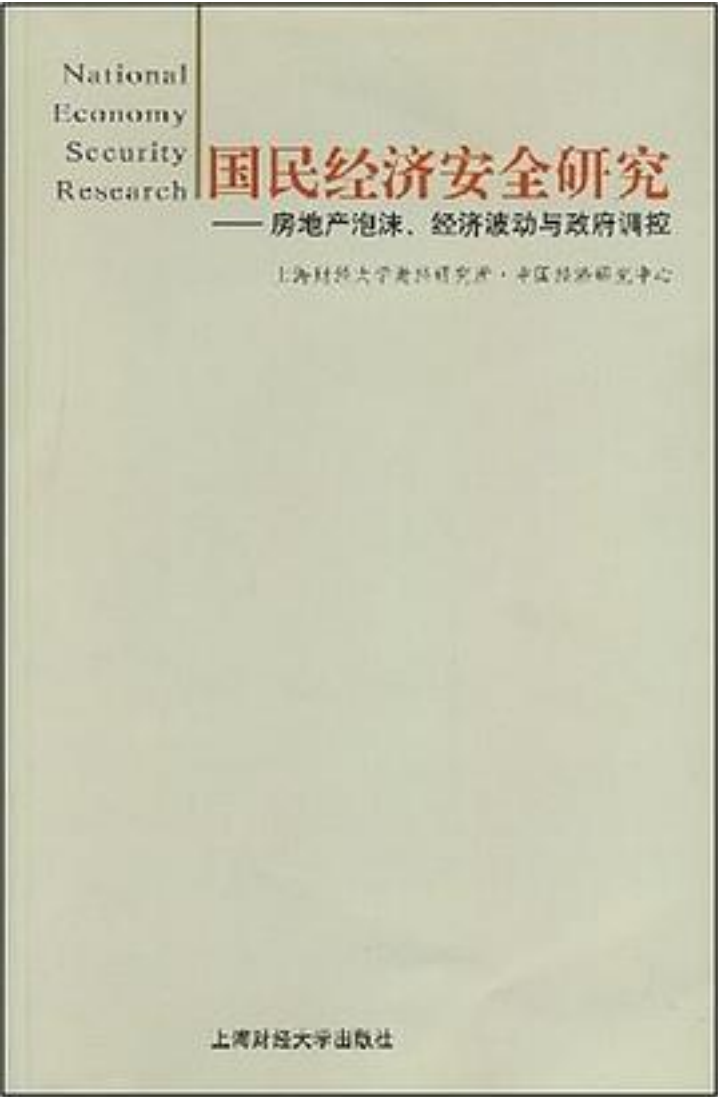 National
Economy
Security
Research
国民经济安全研究
——房地产泡沫、经济波动与政府调控
上海财经大学财经研究所·中国经济研究中心
上海财经大学出版社